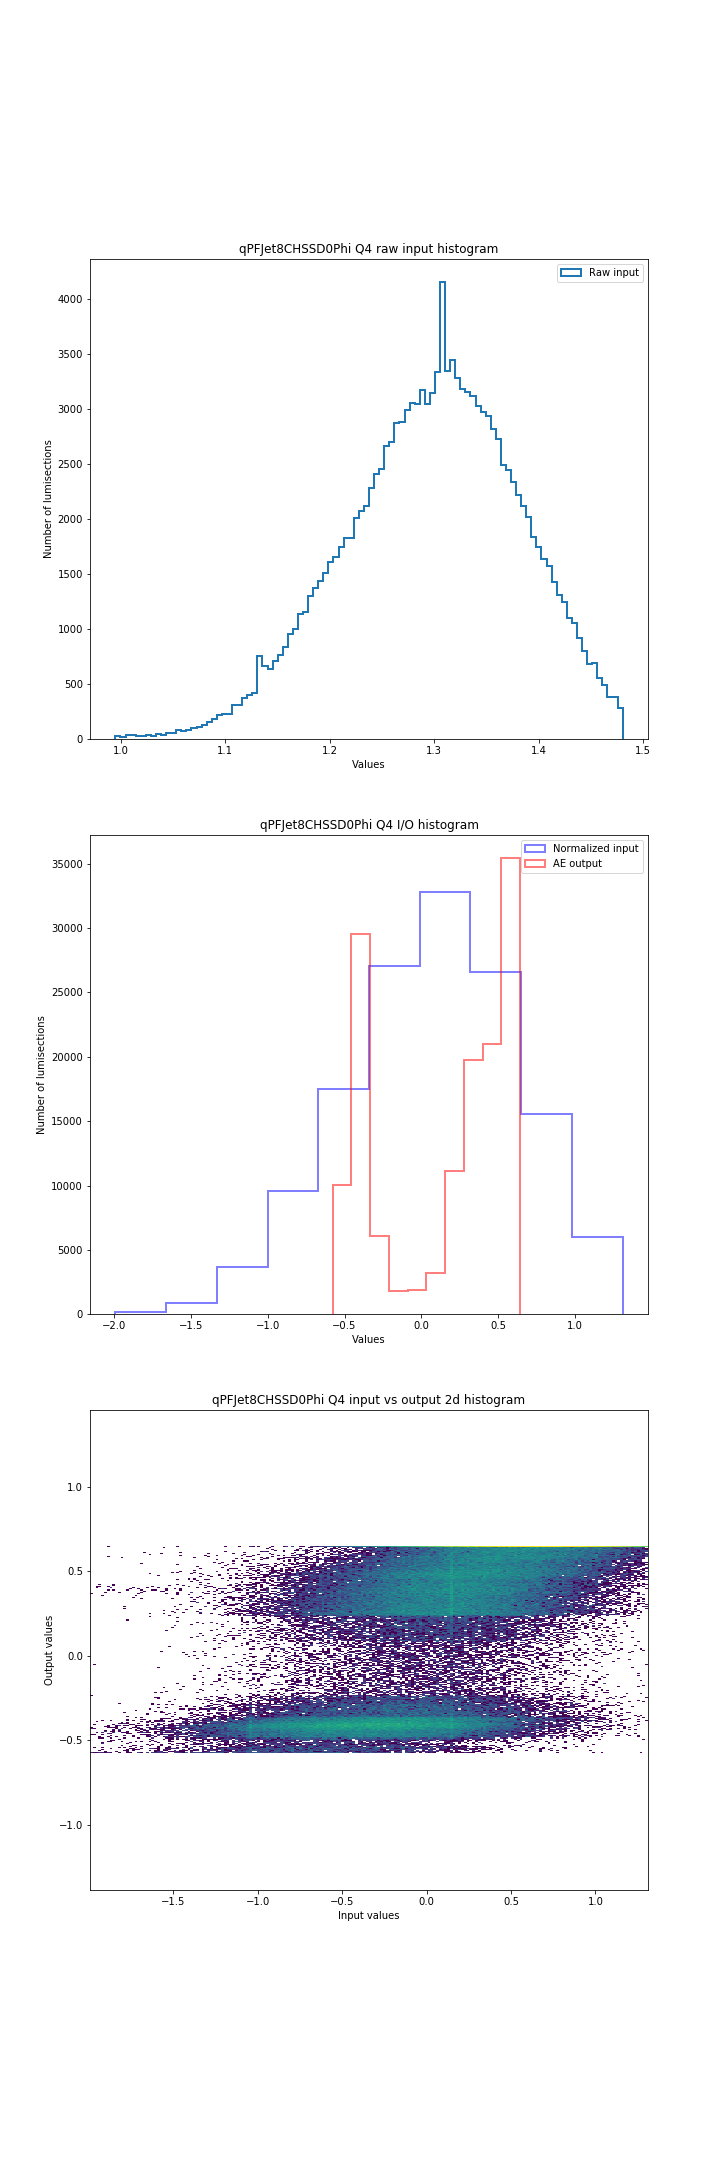 qPFJet8CHSSD0Phi Q4 raw input histogram
Raw input
4000
3500
3000
2500
2000
1500
1000
500
0
Number of lumisections
1.0 1.1 1.2 1.3 1.4 1.5
Values
qPFJet8CHSSD0Phi Q4 I/O histogram
Normalized input
AE output
35000
30000
25000
20000
15000
10000
5000
0
Number of lumisections
−2.0 −1.5 −1.0 −0.5 0.0 0.5 1.0
Values
qPFJet8CHSSD0Phi Q4 input vs output 2d histogram
1.0
0.5
0.0
−0.5
−1.0
Output values
−1.5 −1.0 −0.5 0.0 0.5 1.0
Input values